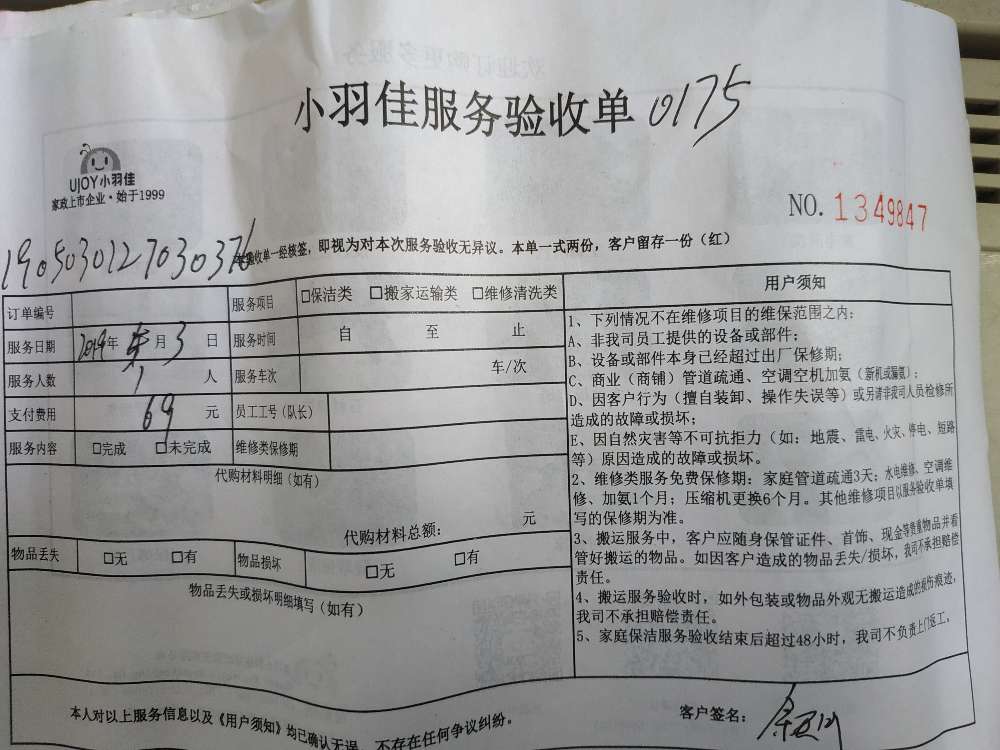 小羽佳服务验收单 0175
UJOY小羽佳
家政上市企业·始于1999
NO. 1349847
1905030127030376
验收单一经核签，即视为对本次服务验收无异议。本单一式两份，客户留存一份（红）
订单编号 服务项目 □保洁类 □搬家运输类 □维修清洗类
服务日期 2019年 月 3 日 服务时间 自 至 止
服务人数 1 人 服务车次 车/次
支付费用 69 元 员工工号（队长）
服务内容 □完成 □未完成 维修类保修期
代购材料明细（如有）
代购材料总额： 元
物品丢失 □无 □有 物品损坏 □无 □有
物品丢失或损坏明细填写（如有）
用户须知
1、下列情况不在维修项目的维保范围之内：
A、非我司员工提供的设备或部件；
B、设备或部件本身已经超过出厂保修期；
C、商业（商铺）管道疏通、空调空机加氨（新机或漏氨）；
D、因客户行为（擅自装卸、操作失误等）或另请非我司人员检修所
造成的故障或损坏；
E、因自然灾害等不可抗拒力（如：地震、雷电、火灾、停电、短路
等）原因造成的故障或损坏。
2、维修类服务免费保修期：家庭管道疏通3天；水电维修、空调维
修、加氨1个月；压缩机更换6个月。其他维修项目以服务验收单填
写的保修期为准。
3、搬运服务中，客户应随身保管证件、首饰、现金等贵重物品并看
管好搬运的物品。如因客户造成的物品丢失/损坏，我司不承担赔偿
责任。
4、搬运服务验收时，如外包装或物品外观无搬运造成的损伤痕迹，
我司不承担赔偿责任。
5、家庭保洁服务验收结束后超过48小时，我司不负责上门返工。
本人对以上服务信息以及《用户须知》均已确认无误，不存在任何争议纠纷。
客户签名：